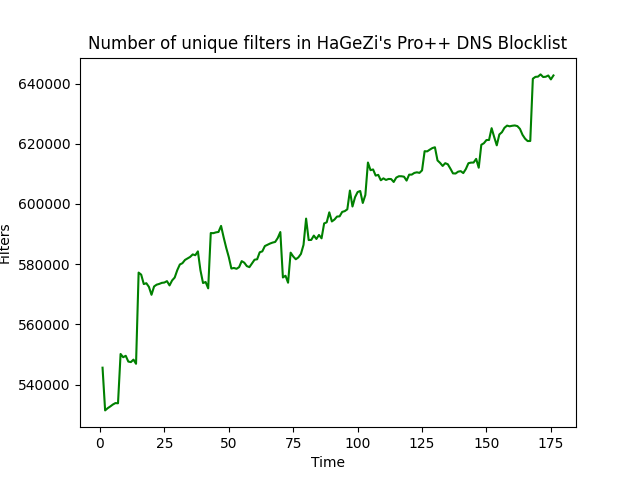 Number of unique filters in HaGeZi's Pro++ DNS Blocklist
640000
620000
600000
580000
560000
540000
Filters
0 25 50 75 100 125 150 175
Time